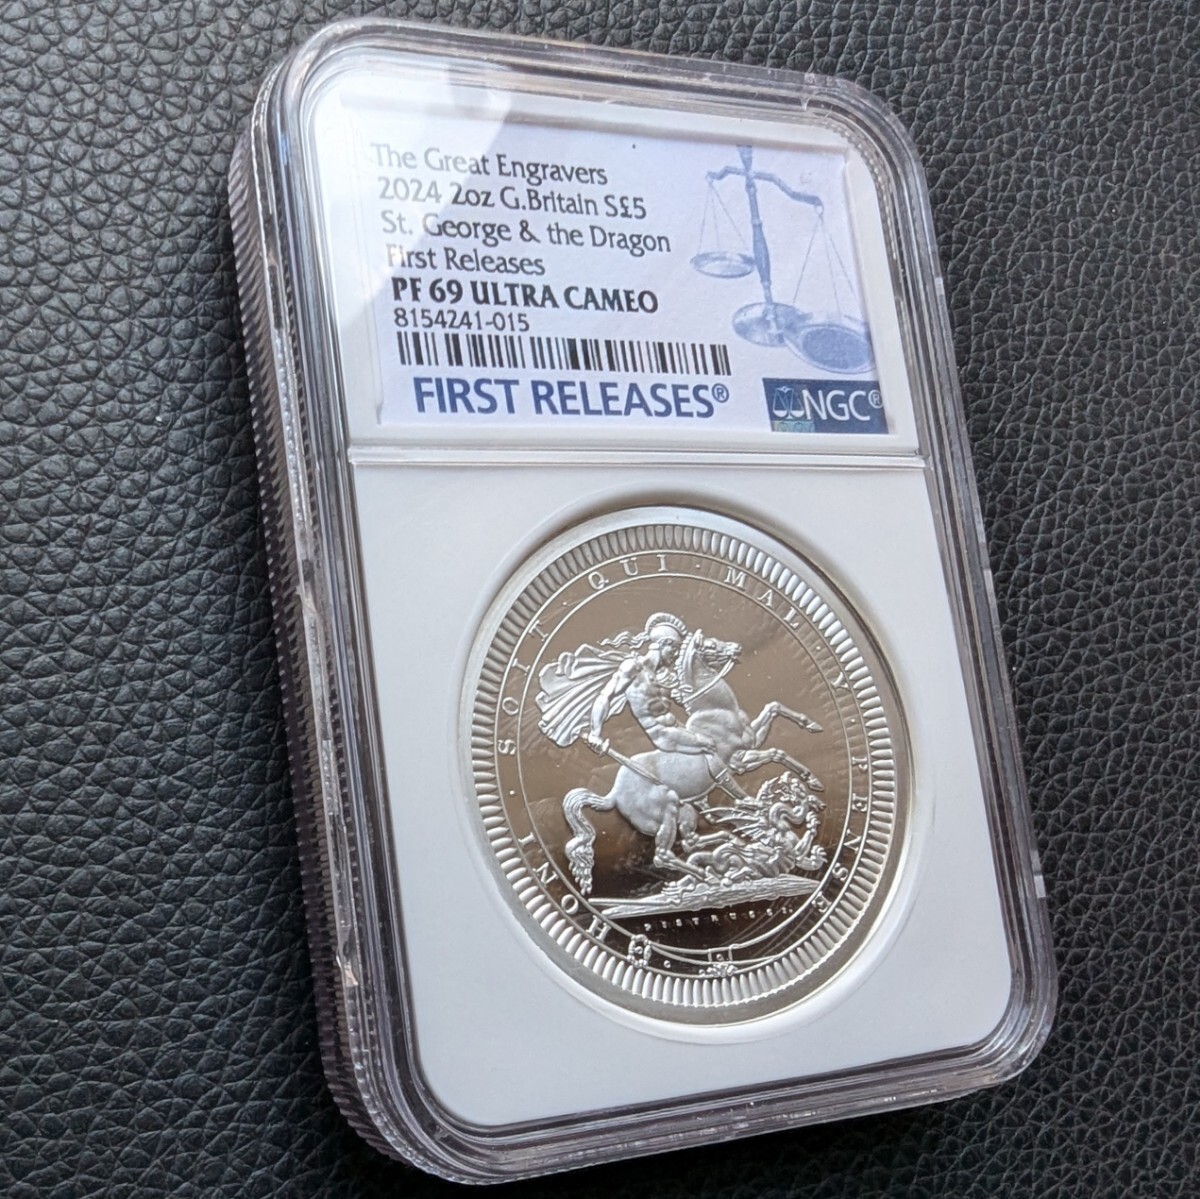 The Great Engravers
2024 2oz G.Britain S£5
St. George & the Dragon
First Releases
PF 69 ULTRA CAMEO
8154241-015
FIRST RELEASES®
NGC®
HONI · SOIT · QUI · MAL · Y · PENSE
PISTRUCCI